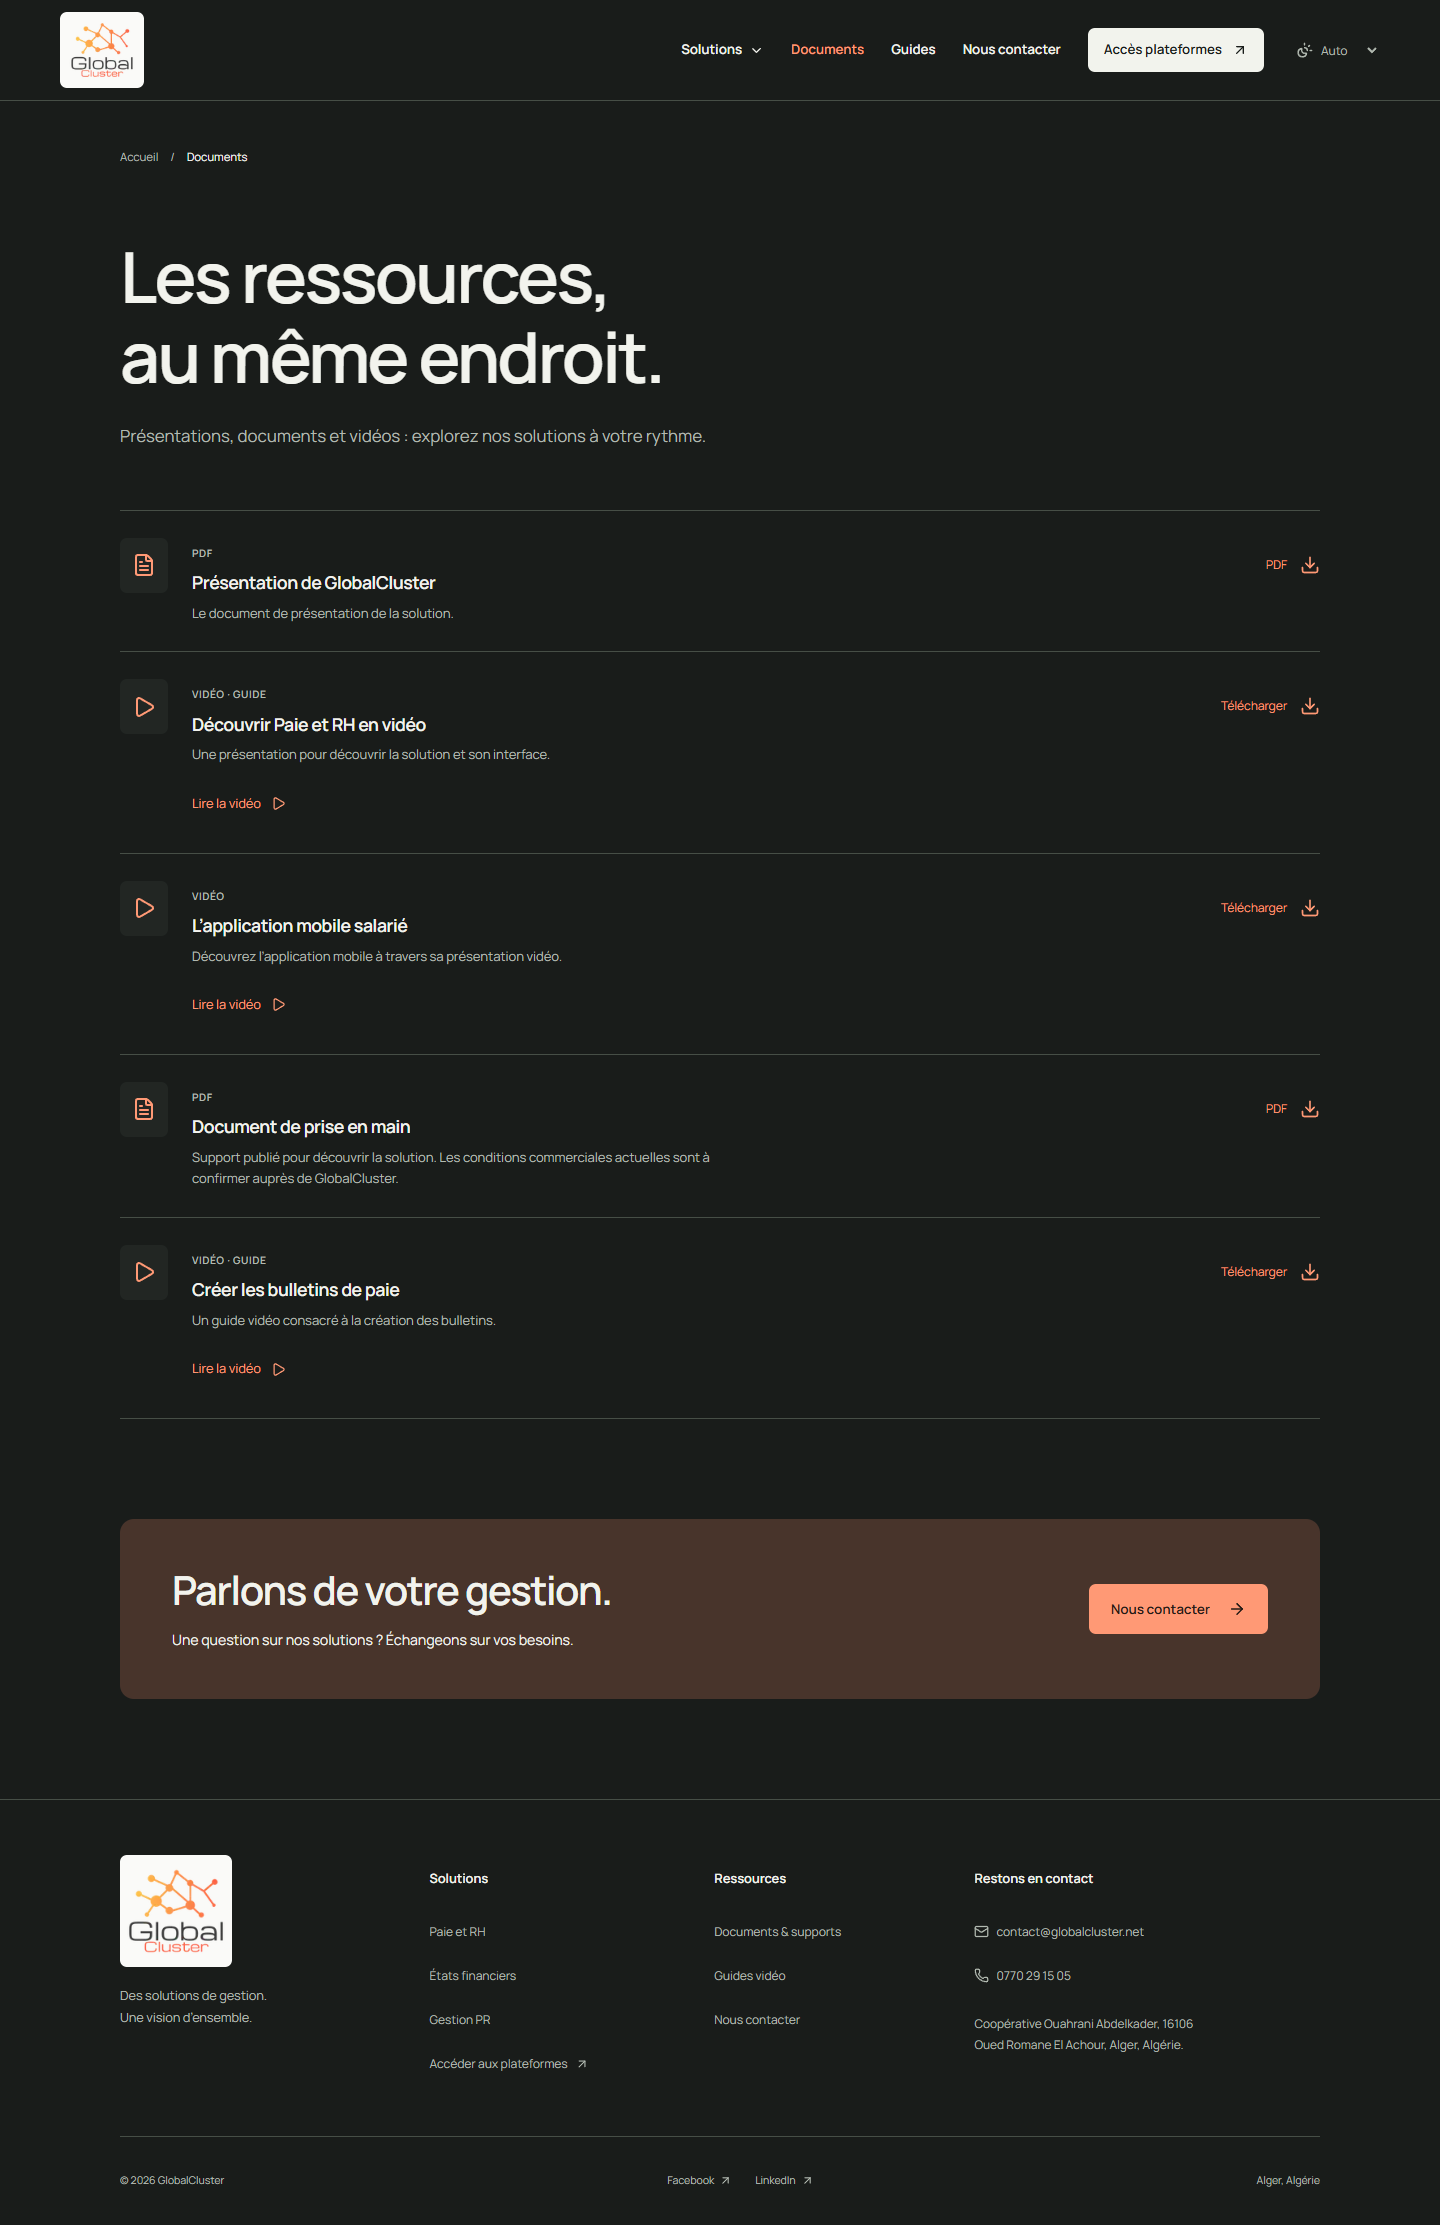 Global
Cluster
Solutions
Documents
Guides
Nous contacter
Accès plateformes
Auto
Accueil / Documents
Les ressources,
au même endroit.
Présentations, documents et vidéos : explorez nos solutions à votre rythme.
PDF
Présentation de GlobalCluster
Le document de présentation de la solution.
PDF
VIDÉO · GUIDE
Découvrir Paie et RH en vidéo
Une présentation pour découvrir la solution et son interface.
Lire la vidéo
Télécharger
VIDÉO
L’application mobile salarié
Découvrez l’application mobile à travers sa présentation vidéo.
Lire la vidéo
Télécharger
PDF
Document de prise en main
Support publié pour découvrir la solution. Les conditions commerciales actuelles sont à
confirmer auprès de GlobalCluster.
PDF
VIDÉO · GUIDE
Créer les bulletins de paie
Un guide vidéo consacré à la création des bulletins.
Lire la vidéo
Télécharger
Parlons de votre gestion.
Une question sur nos solutions ? Échangeons sur vos besoins.
Nous contacter
Global
Cluster
Des solutions de gestion.
Une vision d’ensemble.
Solutions
Paie et RH
États financiers
Gestion PR
Accéder aux plateformes
Ressources
Documents & supports
Guides vidéo
Nous contacter
Restons en contact
contact@globalcluster.net
0770 29 15 05
Coopérative Ouahrani Abdelkader, 16106
Oued Romane El Achour, Alger, Algérie.
© 2026 GlobalCluster
Facebook
LinkedIn
Alger, Algérie